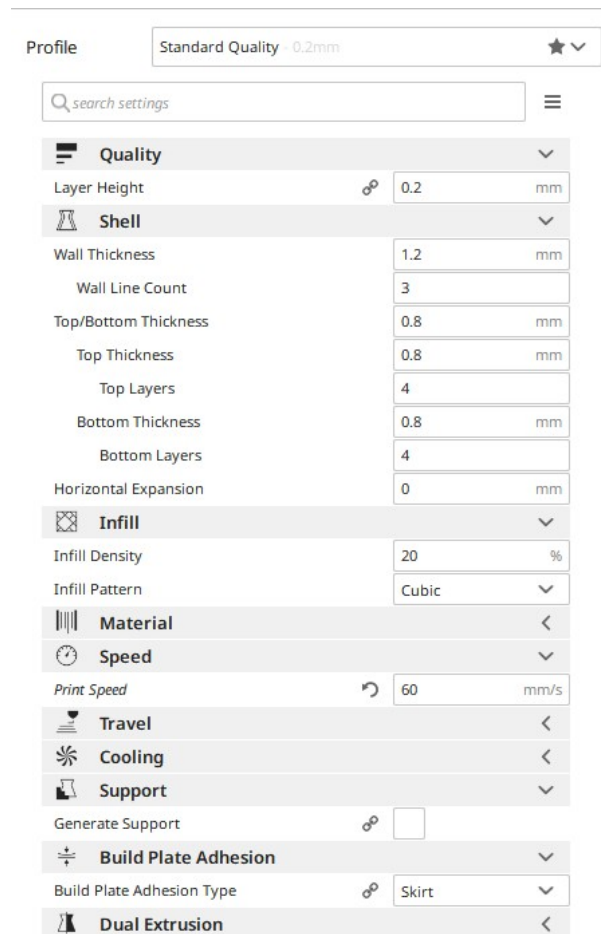 Profile Standard Quality - 0.2mm
search settings
Quality
Layer Height 0.2 mm
Shell
Wall Thickness 1.2 mm
Wall Line Count 3
Top/Bottom Thickness 0.8 mm
Top Thickness 0.8 mm
Top Layers 4
Bottom Thickness 0.8 mm
Bottom Layers 4
Horizontal Expansion 0 mm
Infill
Infill Density 20 %
Infill Pattern Cubic
Material
Speed
Print Speed 60 mm/s
Travel
Cooling
Support
Generate Support
Build Plate Adhesion
Build Plate Adhesion Type Skirt
Dual Extrusion